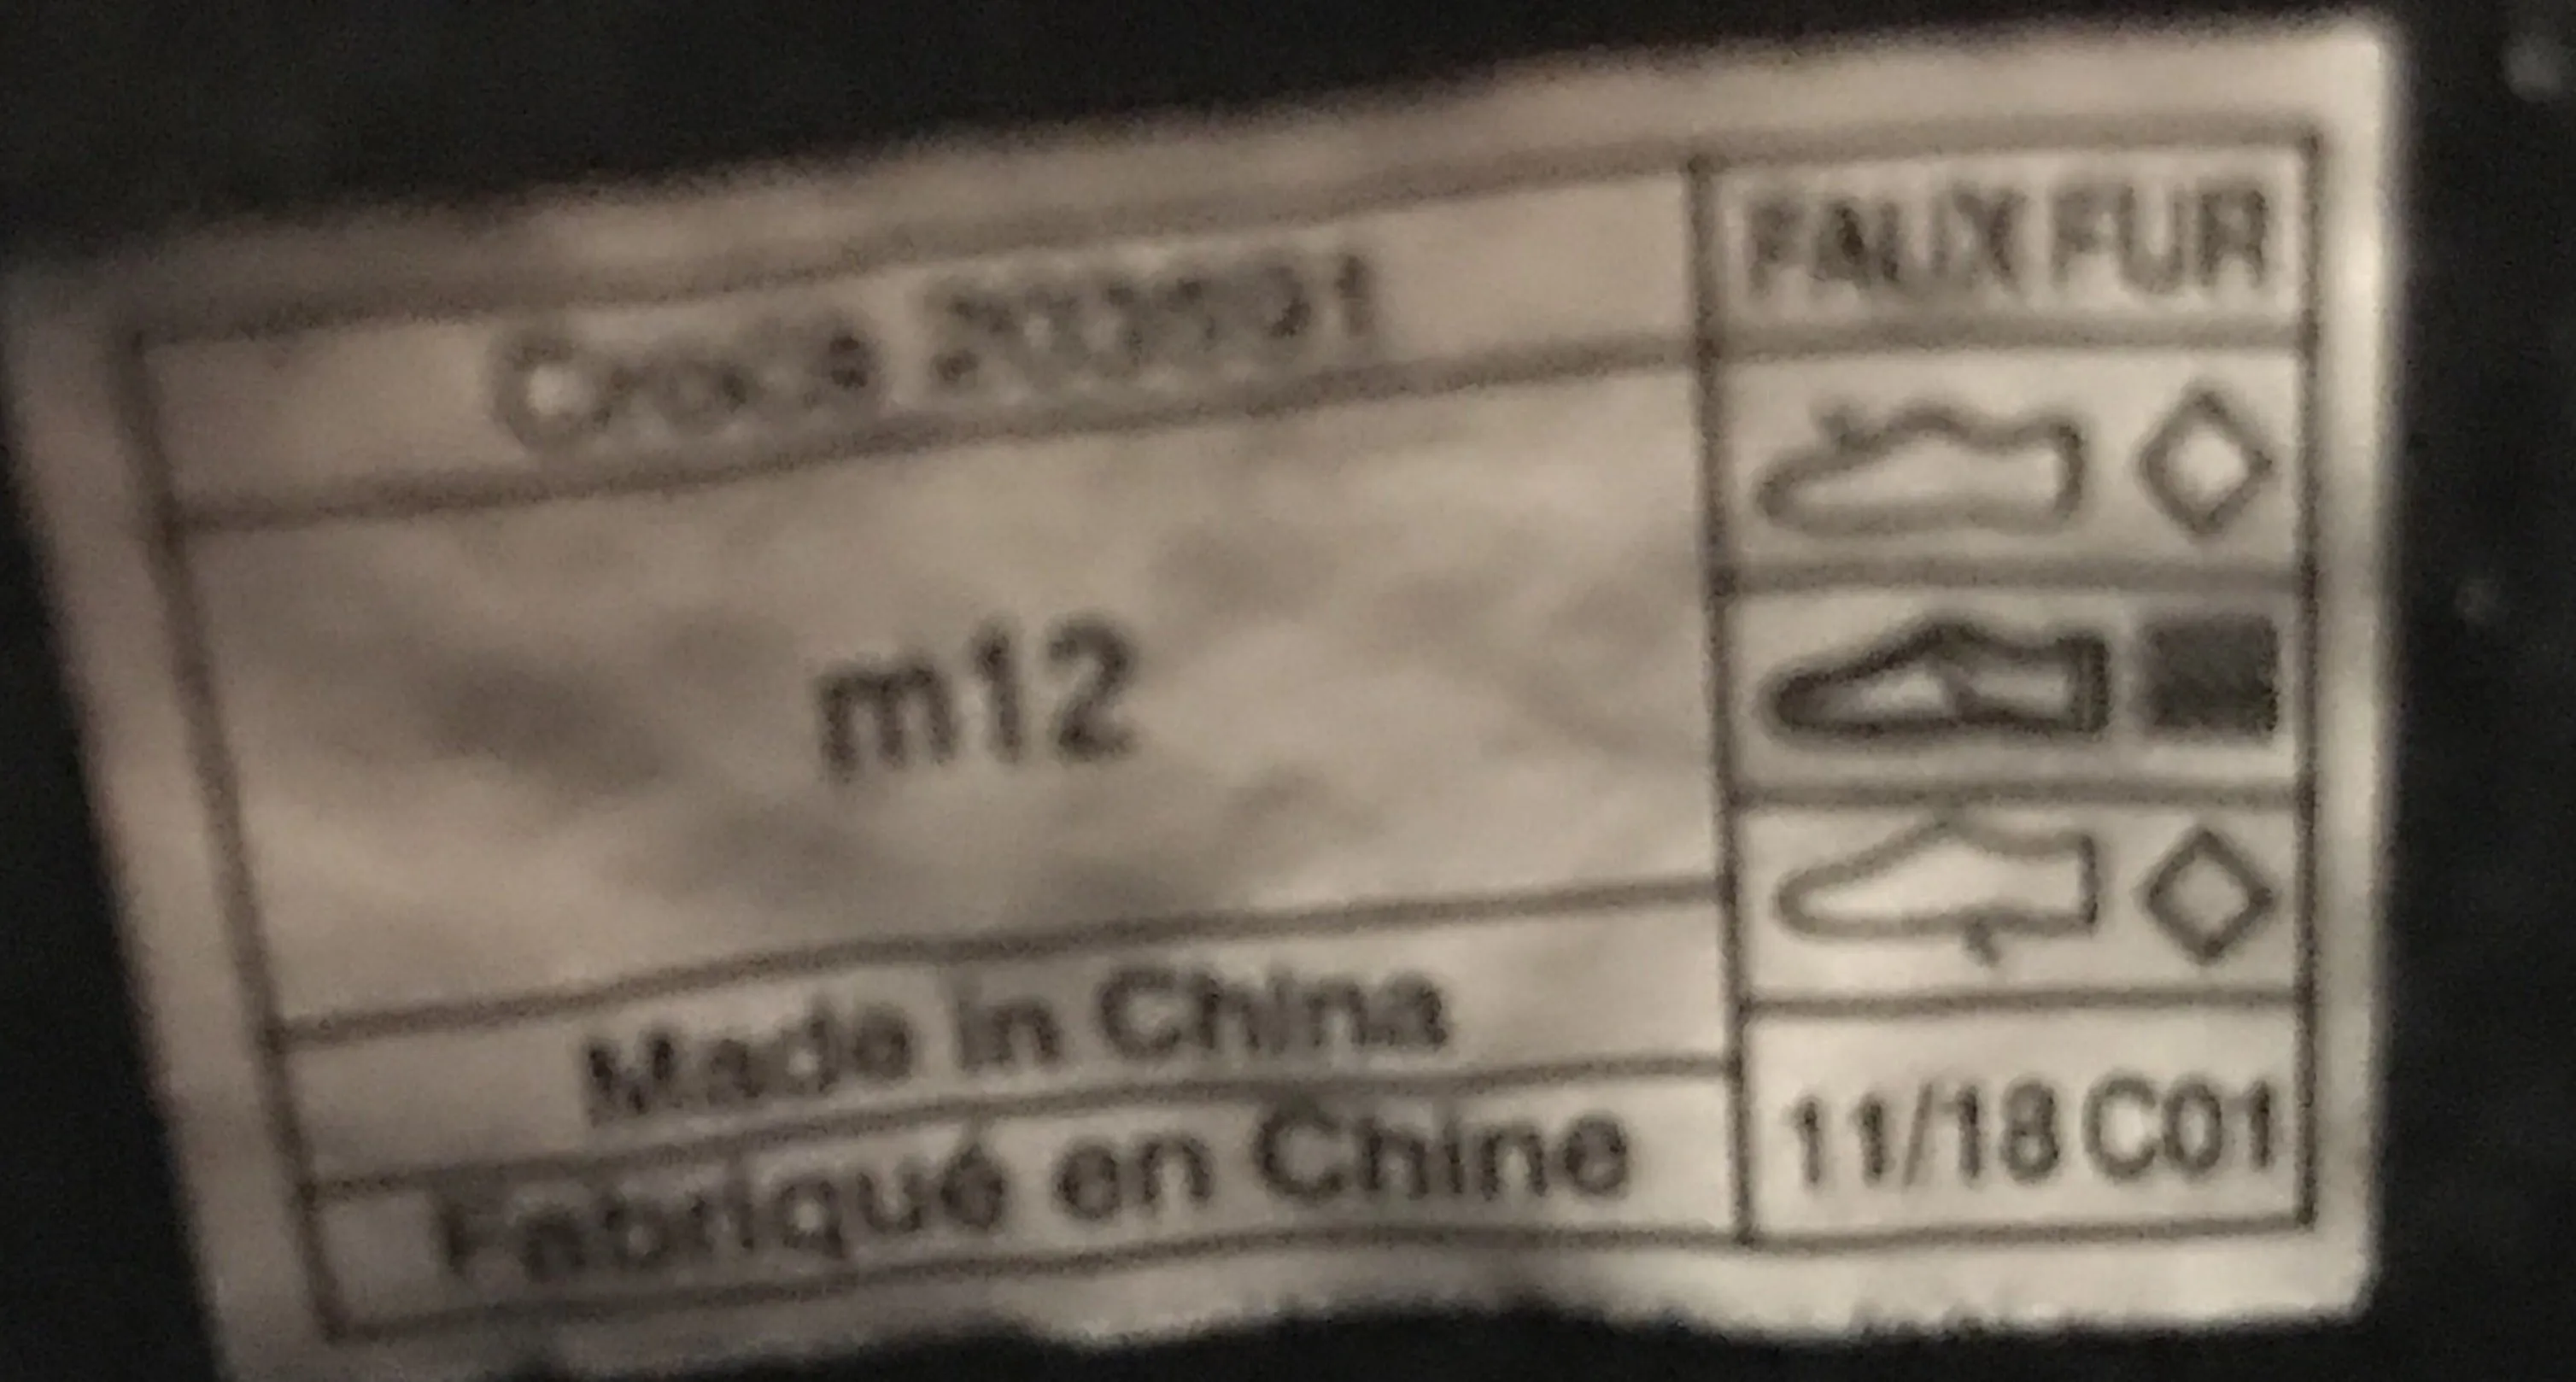 FAUX FUR
m12
Made in China
Fabriqué en Chine
11/18 C01